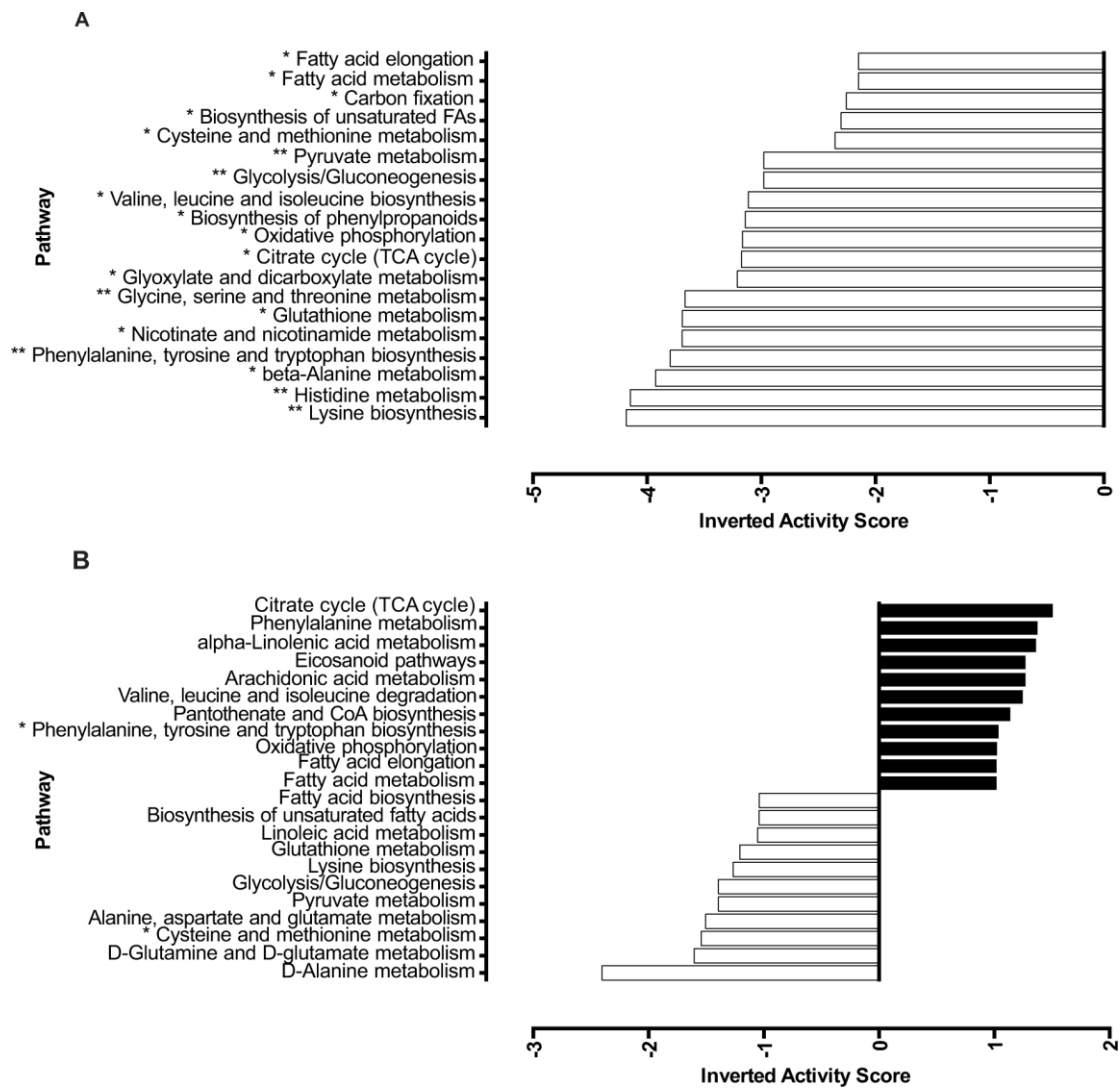 A
* Fatty acid elongation
* Fatty acid metabolism
* Carbon fixation
* Biosynthesis of unsaturated FAs
* Cysteine and methionine metabolism
** Pyruvate metabolism
** Glycolysis/Gluconeogenesis
* Valine, leucine and isoleucine biosynthesis
* Biosynthesis of phenylpropanoids
* Oxidative phosphorylation
* Citrate cycle (TCA cycle)
* Glyoxylate and dicarboxylate metabolism
** Glycine, serine and threonine metabolism
* Glutathione metabolism
* Nicotinate and nicotinamide metabolism
** Phenylalanine, tyrosine and tryptophan biosynthesis
* beta-Alanine metabolism
** Histidine metabolism
** Lysine biosynthesis
Pathway
-5 -4 -3 -2 -1 0
Inverted Activity Score
B
Citrate cycle (TCA cycle)
Phenylalanine metabolism
alpha-Linolenic acid metabolism
Eicosanoid pathways
Arachidonic acid metabolism
Valine, leucine and isoleucine degradation
Pantothenate and CoA biosynthesis
* Phenylalanine, tyrosine and tryptophan biosynthesis
Oxidative phosphorylation
Fatty acid elongation
Fatty acid metabolism
Fatty acid biosynthesis
Biosynthesis of unsaturated fatty acids
Linoleic acid metabolism
Glutathione metabolism
Lysine biosynthesis
Glycolysis/Gluconeogenesis
Pyruvate metabolism
Alanine, aspartate and glutamate metabolism
* Cysteine and methionine metabolism
D-Glutamine and D-glutamate metabolism
D-Alanine metabolism
Pathway
-3 -2 -1 0 1 2
Inverted Activity Score